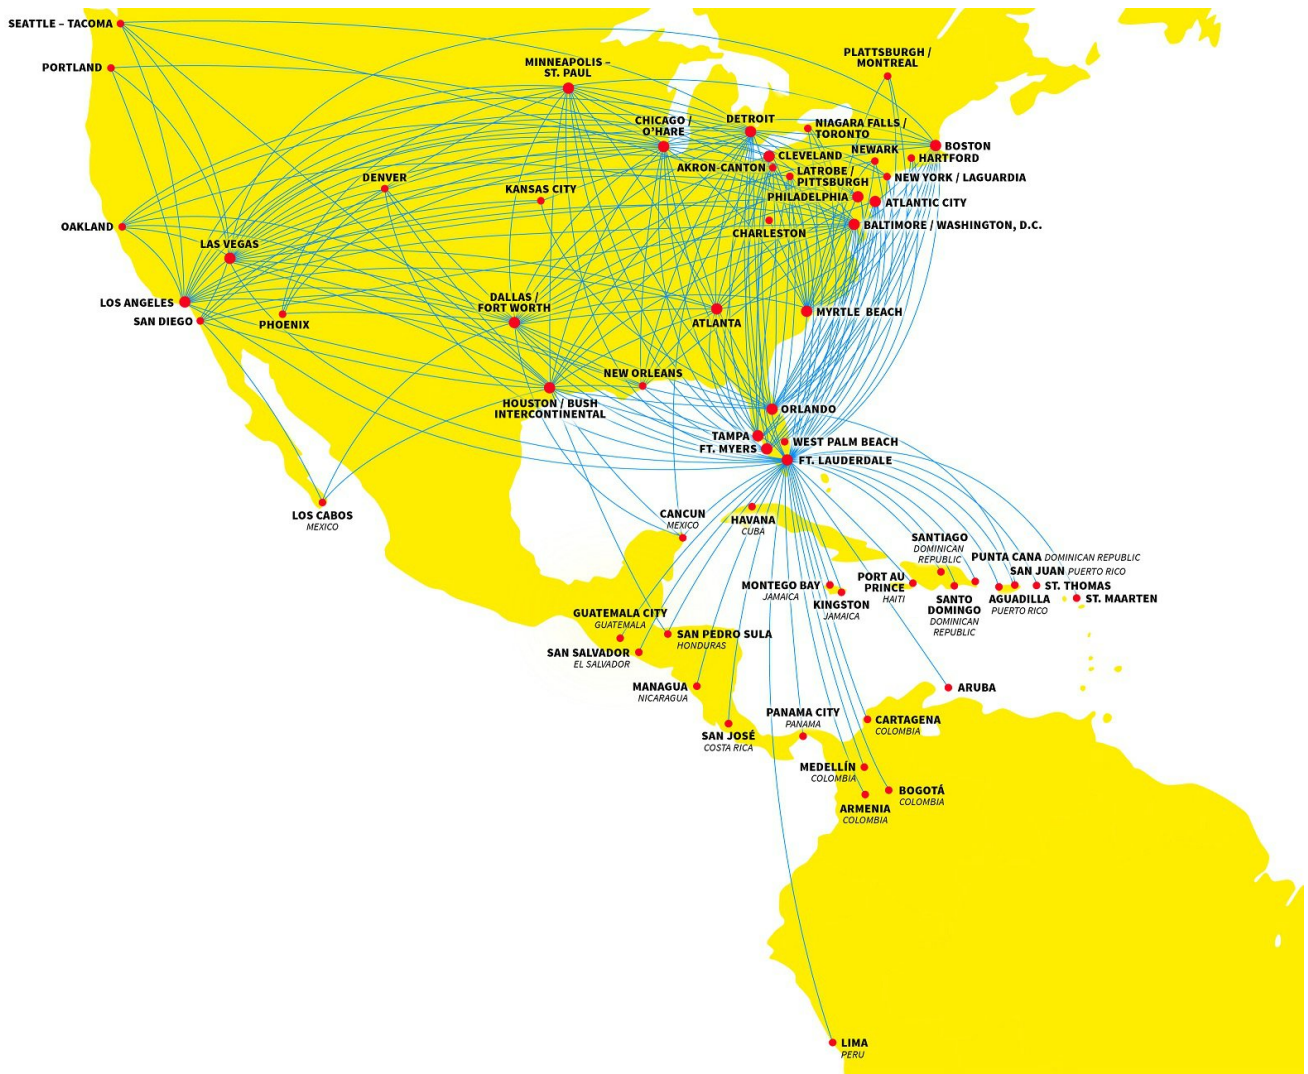 SEATTLE – TACOMA
PORTLAND
MINNEAPOLIS –
ST. PAUL
PLATTSBURGH /
MONTREAL
CHICAGO /
O'HARE
DETROIT
NIAGARA FALLS /
TORONTO
BOSTON
NEWARK
HARTFORD
CLEVELAND
AKRON-CANTON
LATROBE /
PITTSBURGH
NEW YORK / LAGUARDIA
DENVER
KANSAS CITY
PHILADELPHIA
ATLANTIC CITY
OAKLAND
CHARLESTON
BALTIMORE / WASHINGTON, D.C.
LAS VEGAS
LOS ANGELES
SAN DIEGO
PHOENIX
DALLAS /
FORT WORTH
ATLANTA
MYRTLE BEACH
NEW ORLEANS
HOUSTON / BUSH
INTERCONTINENTAL
ORLANDO
TAMPA
WEST PALM BEACH
FT. MYERS
FT. LAUDERDALE
LOS CABOS
MEXICO
CANCUN
MEXICO
HAVANA
CUBA
SANTIAGO
DOMINICAN
REPUBLIC
PUNTA CANA DOMINICAN REPUBLIC
SAN JUAN PUERTO RICO
MONTEGO BAY
JAMAICA
KINGSTON
JAMAICA
PORT AU
PRINCE
HAITI
SANTO
DOMINGO
DOMINICAN
REPUBLIC
AGUADILLA
PUERTO RICO
ST. THOMAS
ST. MAARTEN
GUATEMALA CITY
GUATEMALA
SAN PEDRO SULA
HONDURAS
SAN SALVADOR
EL SALVADOR
MANAGUA
NICARAGUA
ARUBA
SAN JOSÉ
COSTA RICA
PANAMA CITY
PANAMA
CARTAGENA
COLOMBIA
MEDELLÍN
COLOMBIA
BOGOTÁ
COLOMBIA
ARMENIA
COLOMBIA
LIMA
PERU